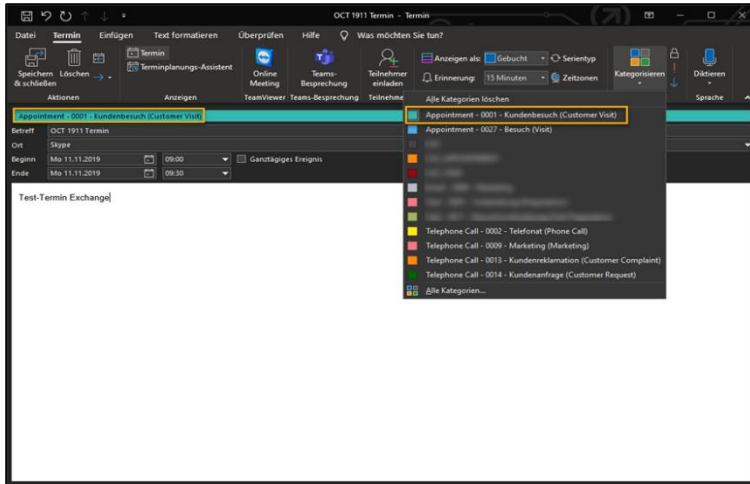 OCT 1911 Termin - Termin
Datei Termin Einfügen Text formatieren Überprüfen Hilfe Was möchten Sie tun?
Speichern & schließen
Löschen
Aktionen
Termin
Terminplanungs-Assistent
Anzeigen
Online Meeting
TeamViewer
Teams-Besprechung
Teams-Besprechung
Teilnehmer einladen
Teilnehme
Anzeigen als: Gebucht
Serientyp
Erinnerung: 15 Minuten
Zeitzonen
Kategorisieren
Diktieren
Sprache
Appointment - 0001 - Kundenbesuch (Customer Visit)
Betreff OCT 1911 Termin
Ort Skype
Beginn Mo 11.11.2019 09:00 Ganztägiges Ereignis
Ende Mo 11.11.2019 09:30
Test-Termin Exchange
Alle Kategorien löschen
Appointment - 0001 - Kundenbesuch (Customer Visit)
Appointment - 0027 - Besuch (Visit)
Telephone Call - 0002 - Telefonat (Phone Call)
Telephone Call - 0009 - Marketing (Marketing)
Telephone Call - 0013 - Kundenreklamation (Customer Complaint)
Telephone Call - 0014 - Kundenanfrage (Customer Request)
Alle Kategorien...